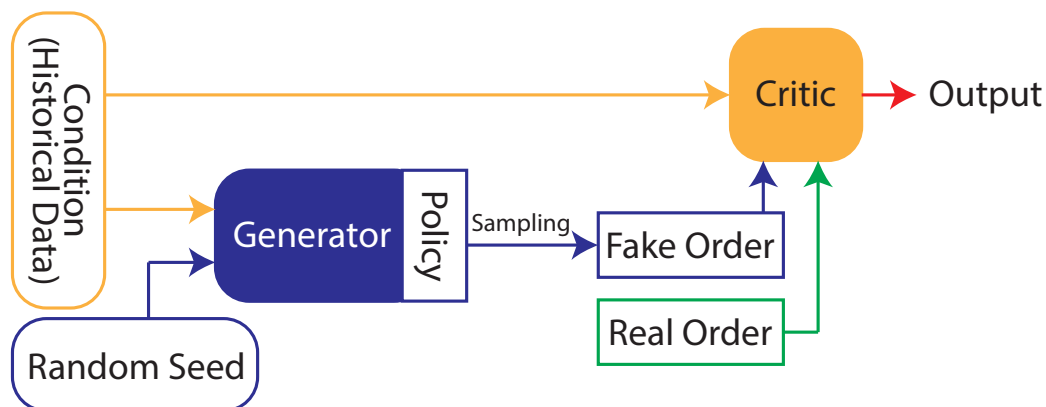 Condition
(Historical Data)
Critic
Output
Generator
Policy
Sampling
Fake Order
Real Order
Random Seed